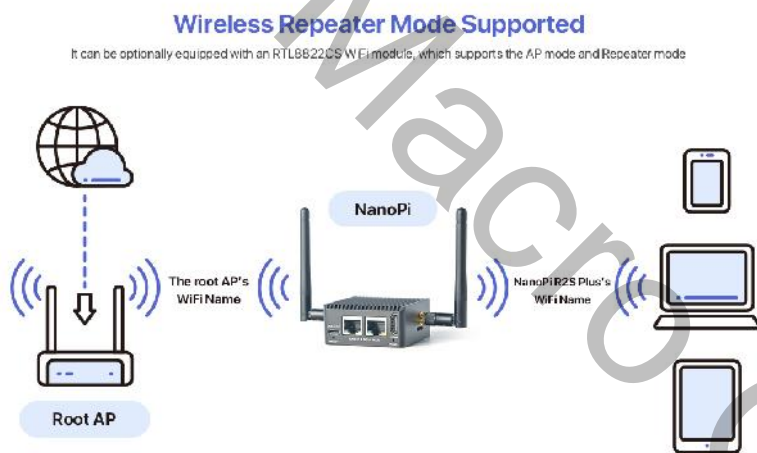 Wireless Repeater Mode Supported
It can be optionally equipped with an RTL8822CS WiFi module, which supports the AP mode and Repeater mode
NanoPi
The root AP's
WiFi Name
NanoPi R2S Plus's
WiFi Name
Root AP
Macro